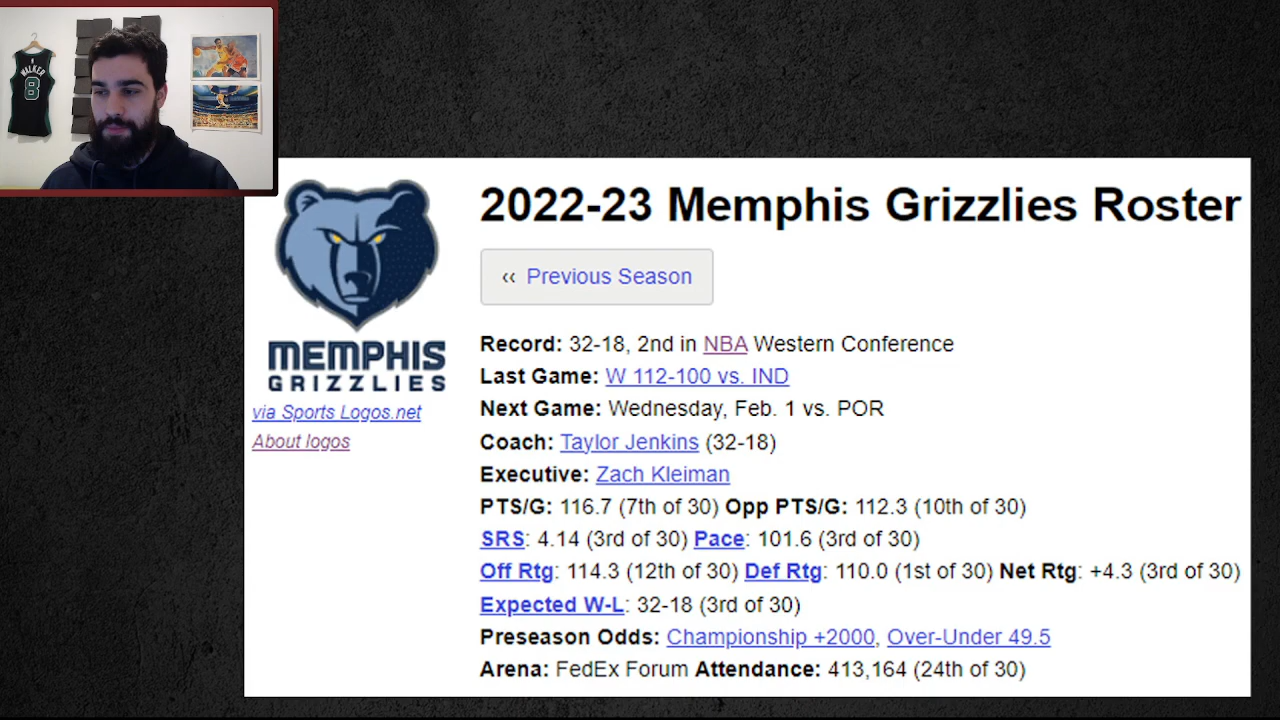 WALKER
8
2022-23 Memphis Grizzlies Roster
‹‹ Previous Season
MEMPHIS
GRIZZLIES
via Sports Logos.net
About logos
Record: 32-18, 2nd in NBA Western Conference
Last Game: W 112-100 vs. IND
Next Game: Wednesday, Feb. 1 vs. POR
Coach: Taylor Jenkins (32-18)
Executive: Zach Kleiman
PTS/G: 116.7 (7th of 30) Opp PTS/G: 112.3 (10th of 30)
SRS: 4.14 (3rd of 30) Pace: 101.6 (3rd of 30)
Off Rtg: 114.3 (12th of 30) Def Rtg: 110.0 (1st of 30) Net Rtg: +4.3 (3rd of 30)
Expected W-L: 32-18 (3rd of 30)
Preseason Odds: Championship +2000, Over-Under 49.5
Arena: FedEx Forum Attendance: 413,164 (24th of 30)